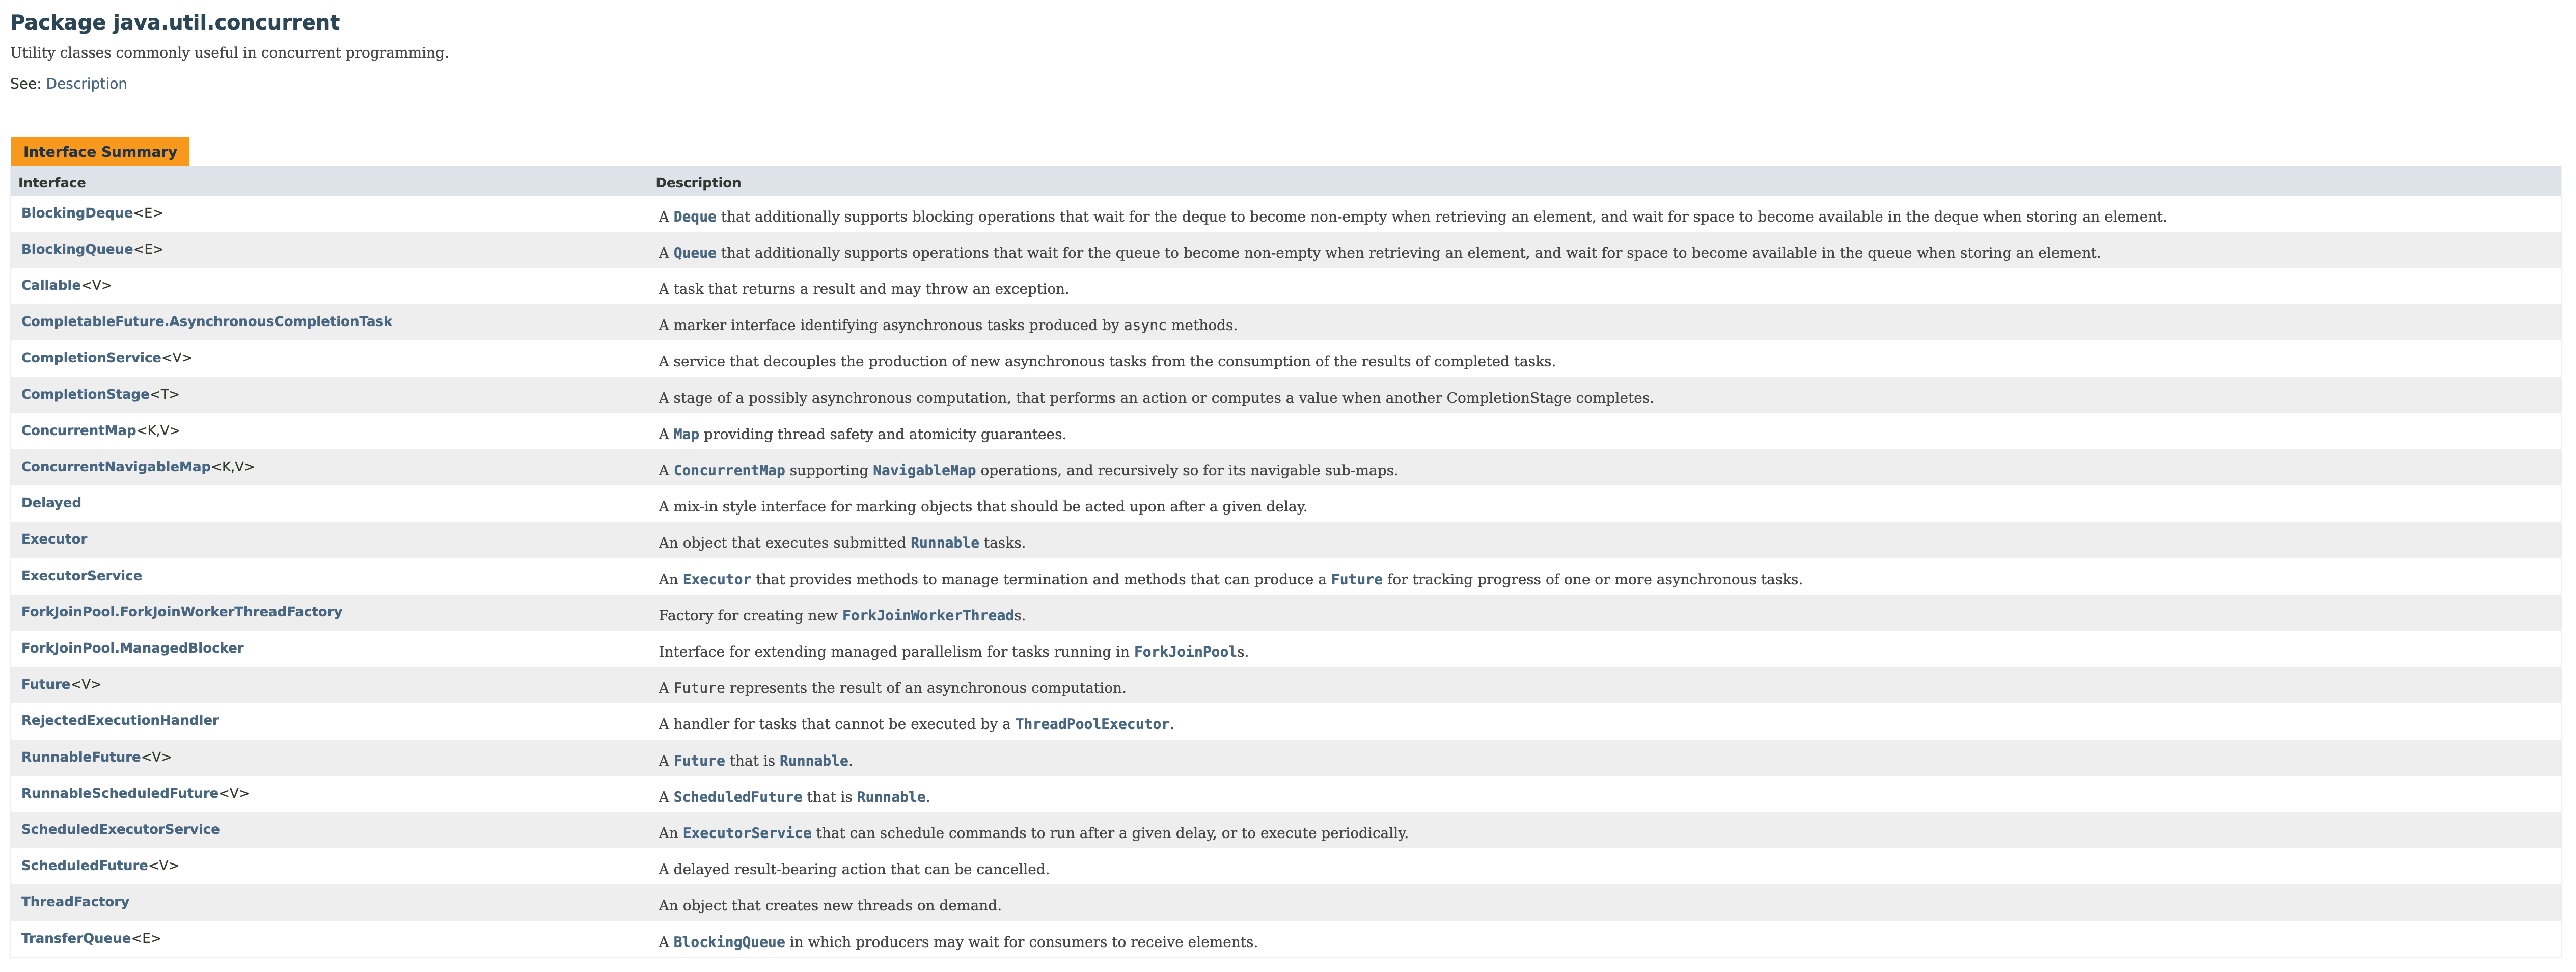 Package java.util.concurrent
Utility classes commonly useful in concurrent programming.
See: Description
Interface Summary
Interface Description
BlockingDeque<E> A Deque that additionally supports blocking operations that wait for the deque to become non-empty when retrieving an element, and wait for space to become available in the deque when storing an element.
BlockingQueue<E> A Queue that additionally supports operations that wait for the queue to become non-empty when retrieving an element, and wait for space to become available in the queue when storing an element.
Callable<V> A task that returns a result and may throw an exception.
CompletableFuture.AsynchronousCompletionTask A marker interface identifying asynchronous tasks produced by async methods.
CompletionService<V> A service that decouples the production of new asynchronous tasks from the consumption of the results of completed tasks.
CompletionStage<T> A stage of a possibly asynchronous computation, that performs an action or computes a value when another CompletionStage completes.
ConcurrentMap<K,V> A Map providing thread safety and atomicity guarantees.
ConcurrentNavigableMap<K,V> A ConcurrentMap supporting NavigableMap operations, and recursively so for its navigable sub-maps.
Delayed A mix-in style interface for marking objects that should be acted upon after a given delay.
Executor An object that executes submitted Runnable tasks.
ExecutorService An Executor that provides methods to manage termination and methods that can produce a Future for tracking progress of one or more asynchronous tasks.
ForkJoinPool.ForkJoinWorkerThreadFactory Factory for creating new ForkJoinWorkerThreads.
ForkJoinPool.ManagedBlocker Interface for extending managed parallelism for tasks running in ForkJoinPools.
Future<V> A Future represents the result of an asynchronous computation.
RejectedExecutionHandler A handler for tasks that cannot be executed by a ThreadPoolExecutor.
RunnableFuture<V> A Future that is Runnable.
RunnableScheduledFuture<V> A ScheduledFuture that is Runnable.
ScheduledExecutorService An ExecutorService that can schedule commands to run after a given delay, or to execute periodically.
ScheduledFuture<V> A delayed result-bearing action that can be cancelled.
ThreadFactory An object that creates new threads on demand.
TransferQueue<E> A BlockingQueue in which producers may wait for consumers to receive elements.